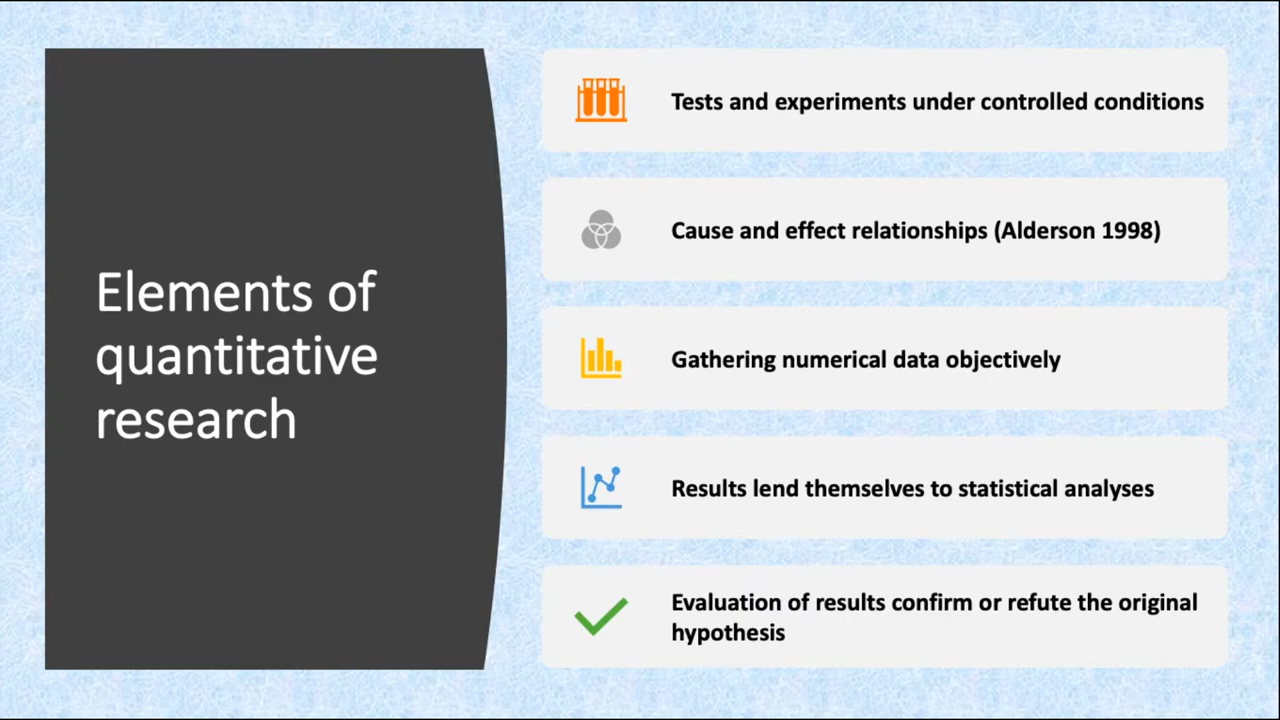 Elements of
quantitative
research
Tests and experiments under controlled conditions
Cause and effect relationships (Alderson 1998)
Gathering numerical data objectively
Results lend themselves to statistical analyses
Evaluation of results confirm or refute the original
hypothesis